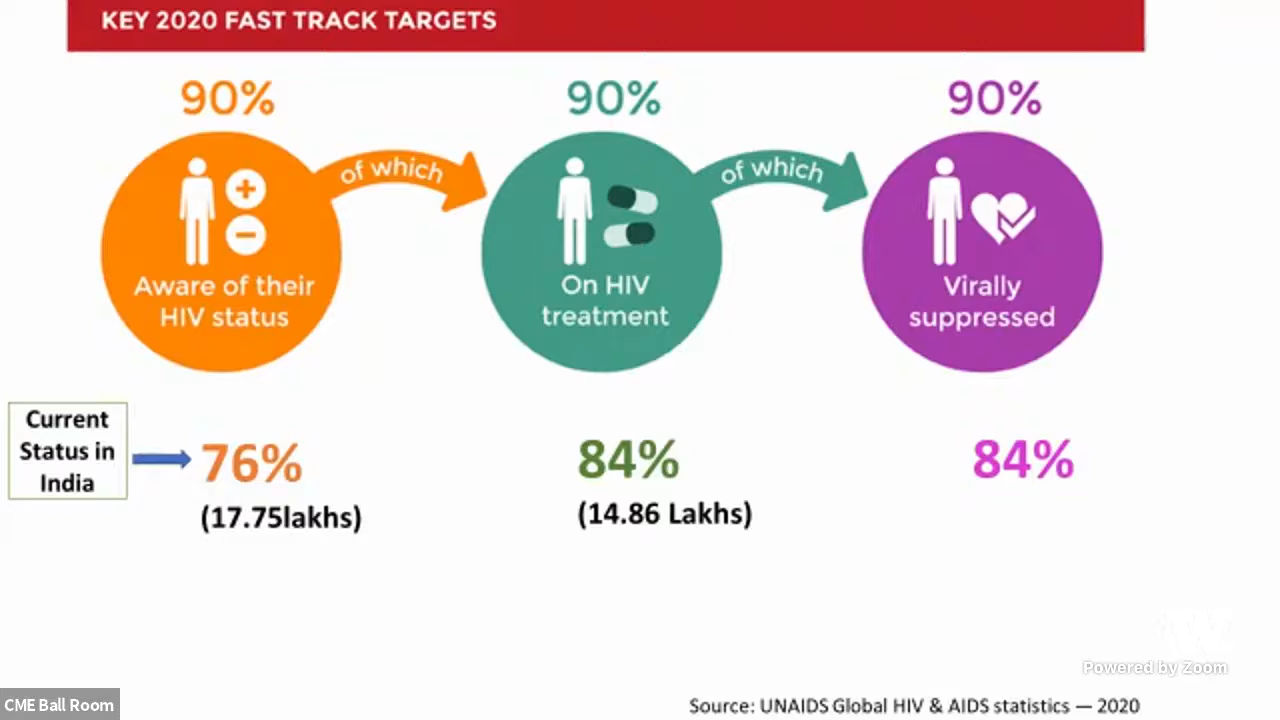 KEY 2020 FAST TRACK TARGETS
90%
90%
90%
of which
of which
Aware of their
HIV status
On HIV
treatment
Virally
suppressed
Current
Status in
India
76%
84%
84%
(17.75lakhs)
(14.86 Lakhs)
W
Powered by Zoom
CME Ball Room
Source: UNAIDS Global HIV & AIDS statistics — 2020